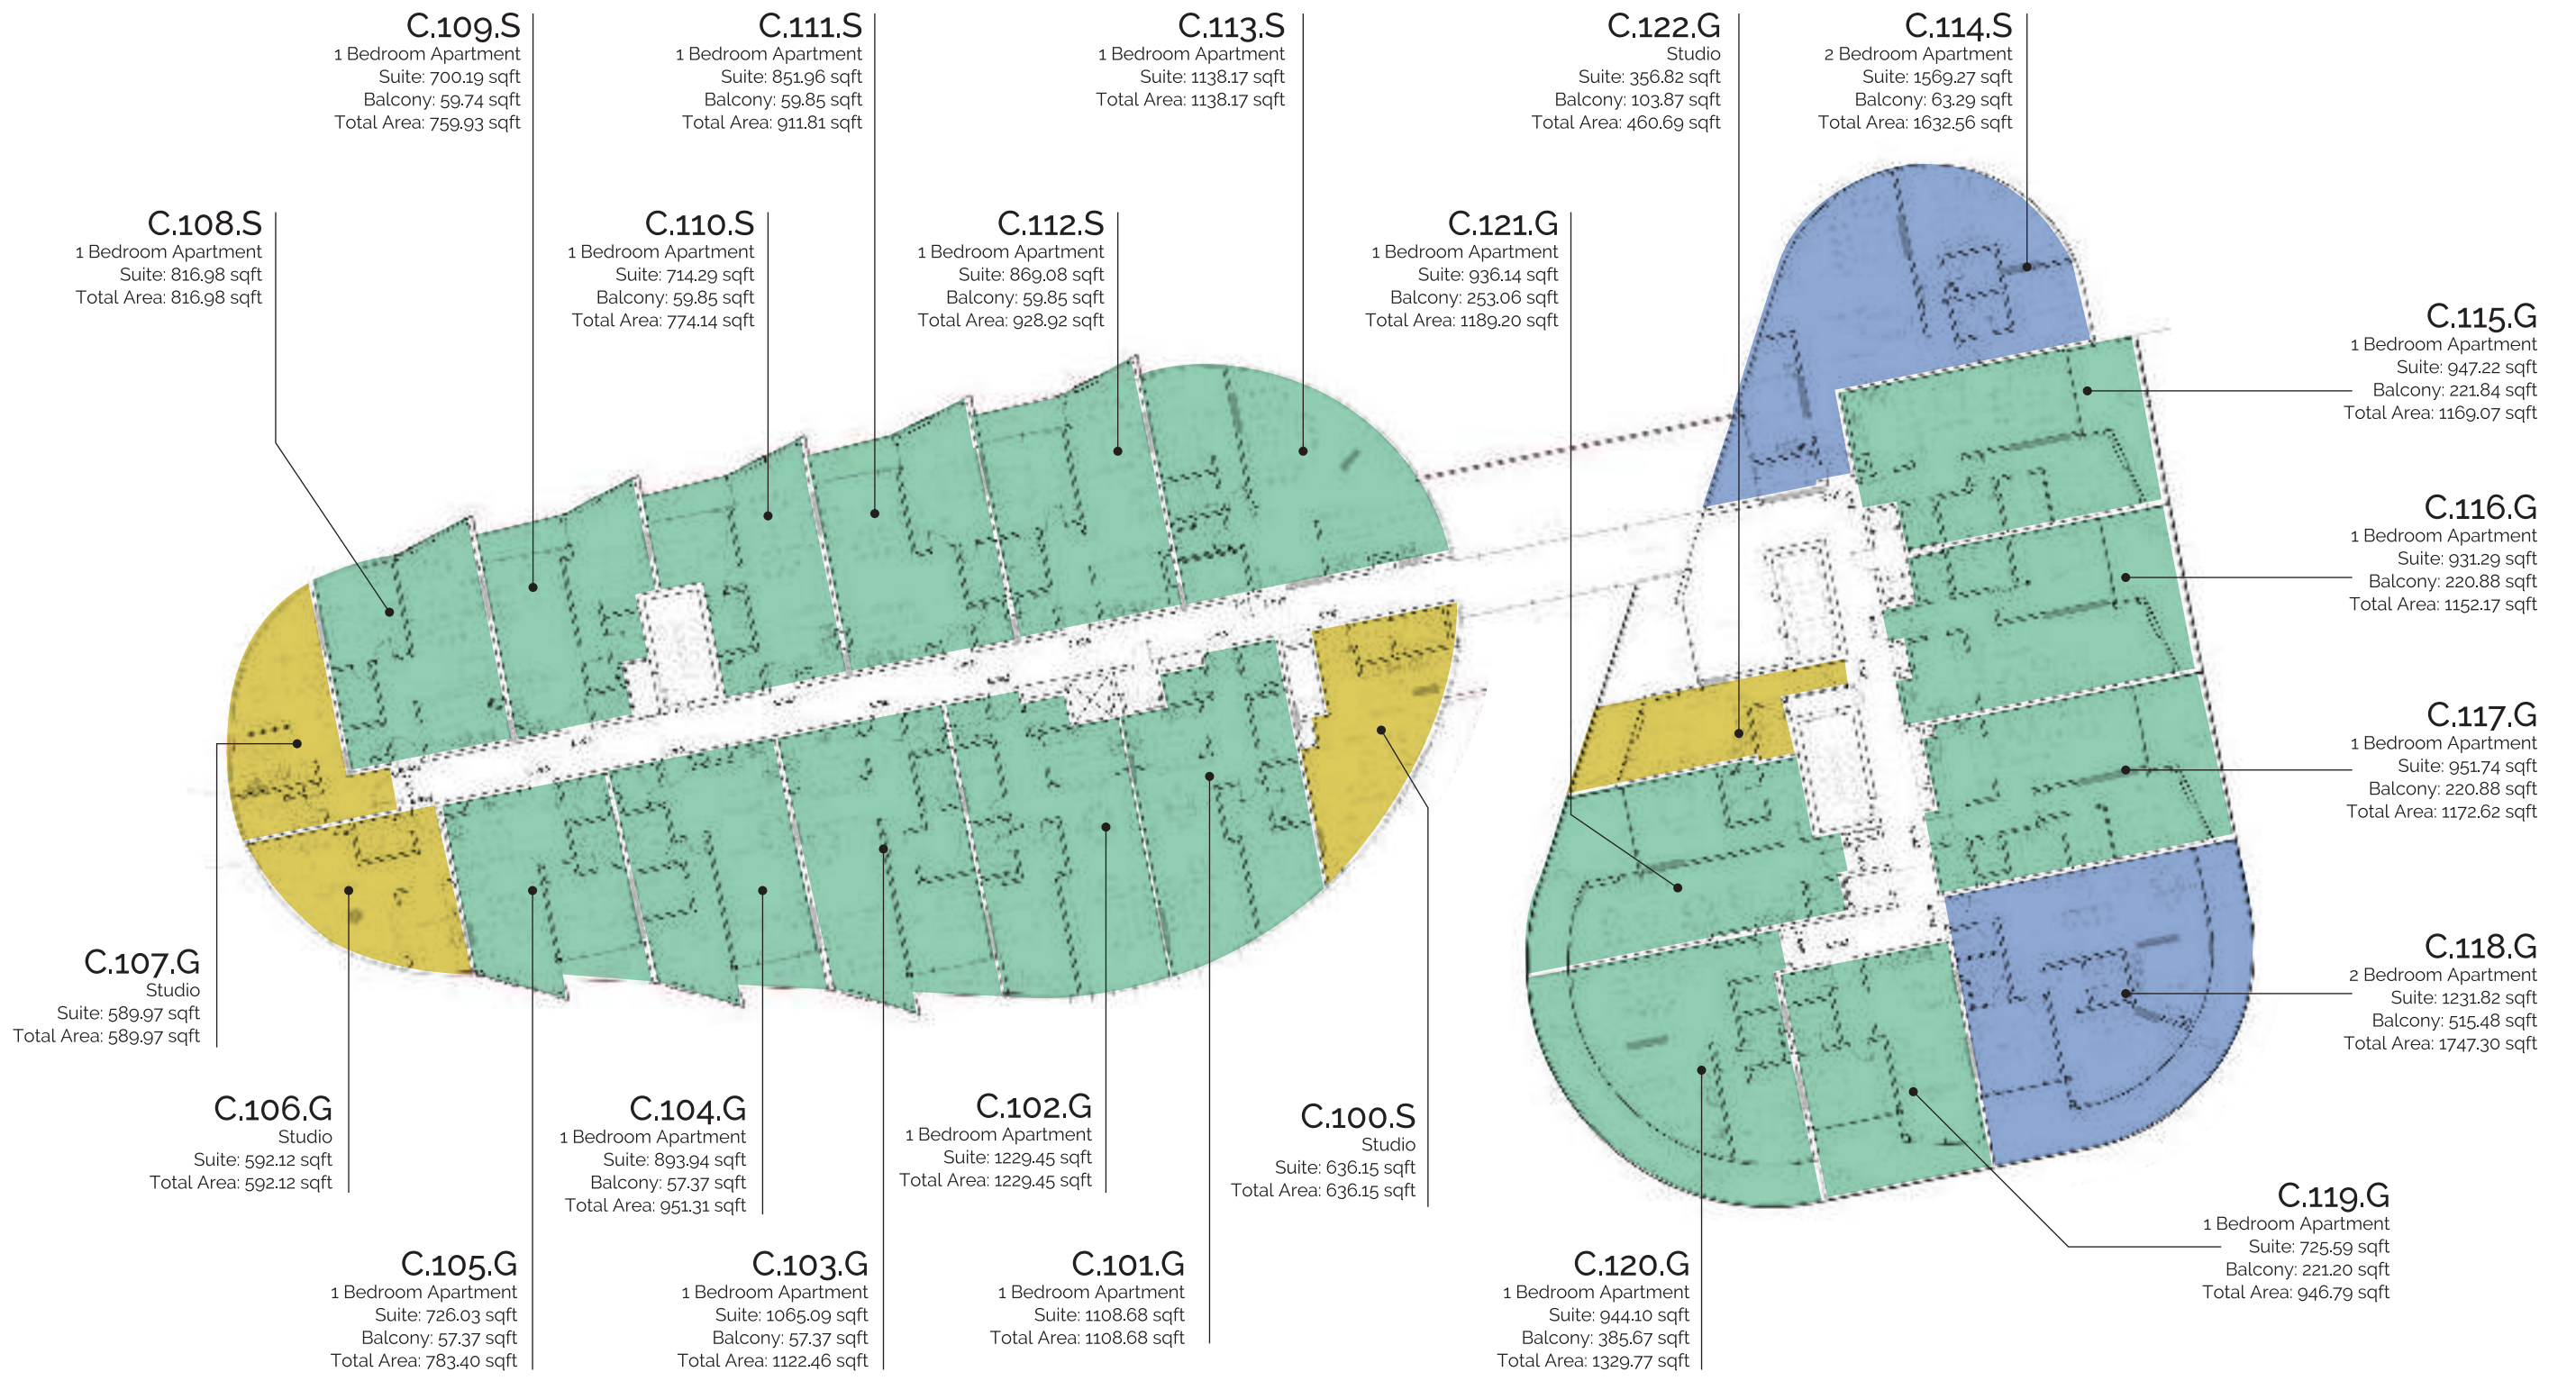 C.109.S
1 Bedroom Apartment
Suite: 700.19 sqft
Balcony: 59.74 sqft
Total Area: 759.93 sqft
C.111.S
1 Bedroom Apartment
Suite: 851.96 sqft
Balcony: 59.85 sqft
Total Area: 911.81 sqft
C.113.S
1 Bedroom Apartment
Suite: 1138.17 sqft
Total Area: 1138.17 sqft
C.122.G
Studio
Suite: 356.82 sqft
Balcony: 103.87 sqft
Total Area: 460.69 sqft
C.114.S
2 Bedroom Apartment
Suite: 1569.27 sqft
Balcony: 63.29 sqft
Total Area: 1632.56 sqft
C.108.S
1 Bedroom Apartment
Suite: 816.98 sqft
Total Area: 816.98 sqft
C.110.S
1 Bedroom Apartment
Suite: 714.29 sqft
Balcony: 59.85 sqft
Total Area: 774.14 sqft
C.112.S
1 Bedroom Apartment
Suite: 869.08 sqft
Balcony: 59.85 sqft
Total Area: 928.92 sqft
C.121.G
1 Bedroom Apartment
Suite: 936.14 sqft
Balcony: 253.06 sqft
Total Area: 1189.20 sqft
C.115.G
1 Bedroom Apartment
Suite: 947.22 sqft
Balcony: 221.84 sqft
Total Area: 1169.07 sqft
C.116.G
1 Bedroom Apartment
Suite: 931.29 sqft
Balcony: 220.88 sqft
Total Area: 1152.17 sqft
C.117.G
1 Bedroom Apartment
Suite: 951.74 sqft
Balcony: 220.88 sqft
Total Area: 1172.62 sqft
C.118.G
2 Bedroom Apartment
Suite: 1231.82 sqft
Balcony: 515.48 sqft
Total Area: 1747.30 sqft
C.107.G
Studio
Suite: 589.97 sqft
Total Area: 589.97 sqft
C.106.G
Studio
Suite: 592.12 sqft
Total Area: 592.12 sqft
C.104.G
1 Bedroom Apartment
Suite: 893.94 sqft
Balcony: 57.37 sqft
Total Area: 951.31 sqft
C.102.G
1 Bedroom Apartment
Suite: 1229.45 sqft
Total Area: 1229.45 sqft
C.100.S
Studio
Suite: 636.15 sqft
Total Area: 636.15 sqft
C.119.G
1 Bedroom Apartment
Suite: 725.59 sqft
Balcony: 221.20 sqft
Total Area: 946.79 sqft
C.105.G
1 Bedroom Apartment
Suite: 726.03 sqft
Balcony: 57.37 sqft
Total Area: 783.40 sqft
C.103.G
1 Bedroom Apartment
Suite: 1065.09 sqft
Balcony: 57.37 sqft
Total Area: 1122.46 sqft
C.101.G
1 Bedroom Apartment
Suite: 1108.68 sqft
Total Area: 1108.68 sqft
C.120.G
1 Bedroom Apartment
Suite: 944.10 sqft
Balcony: 385.67 sqft
Total Area: 1329.77 sqft